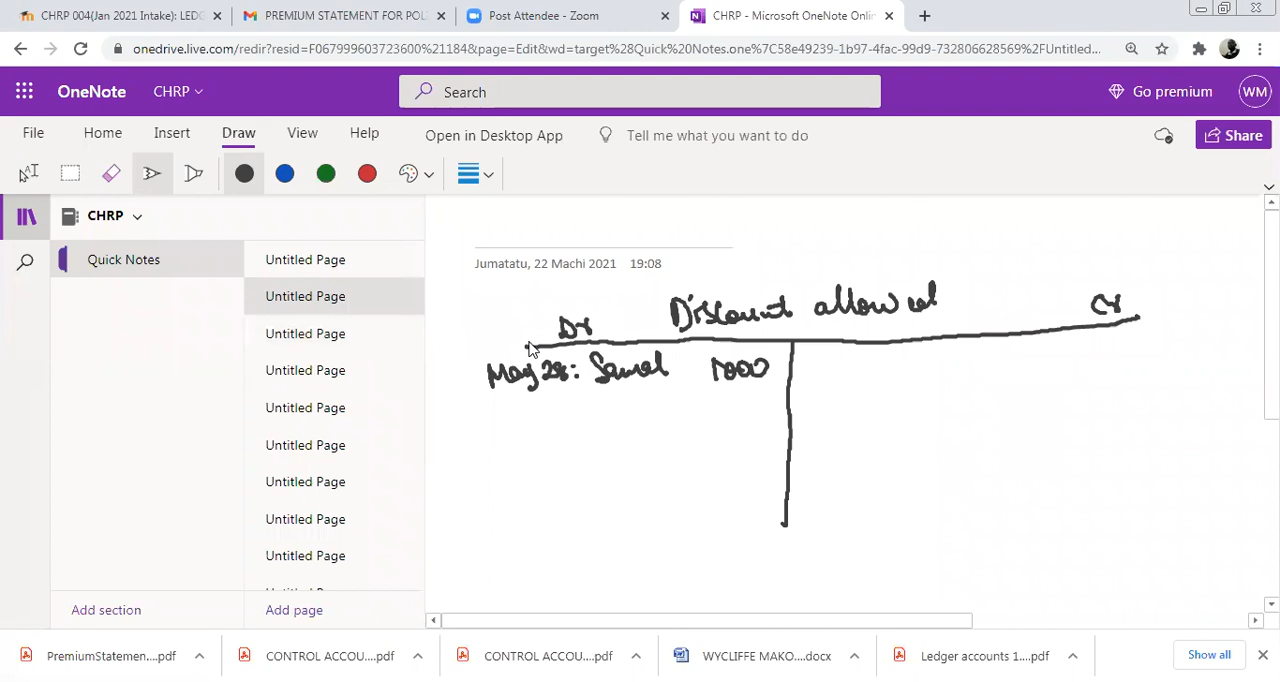 CHRP 004(Jan 2021 Intake): LEDG
PREMIUM STATEMENT FOR POL
Post Attendee - Zoom
CHRP - Microsoft OneNote Onlin
onedrive.live.com/redir?resid=F067999603723600%21184&page=Edit&wd=target%28Quick%20Notes.one%7C58e49239-1b97-4fac-99d9-732806628569%2FUntitled...
OneNote CHRP Search Go premium WM
File Home Insert Draw View Help Open in Desktop App Tell me what you want to do Share
CHRP
Quick Notes
Untitled Page
Untitled Page
Untitled Page
Untitled Page
Untitled Page
Untitled Page
Untitled Page
Untitled Page
Untitled Page
Add section Add page
Jumatatu, 22 Machi 2021 19:08
Dr Discount allowed Cr
May 28: 1000
PremiumStatemen....pdf
CONTROL ACCOU....pdf
CONTROL ACCOU....pdf
WYCLIFFE MAKO....docx
Ledger accounts 1....pdf
Show all